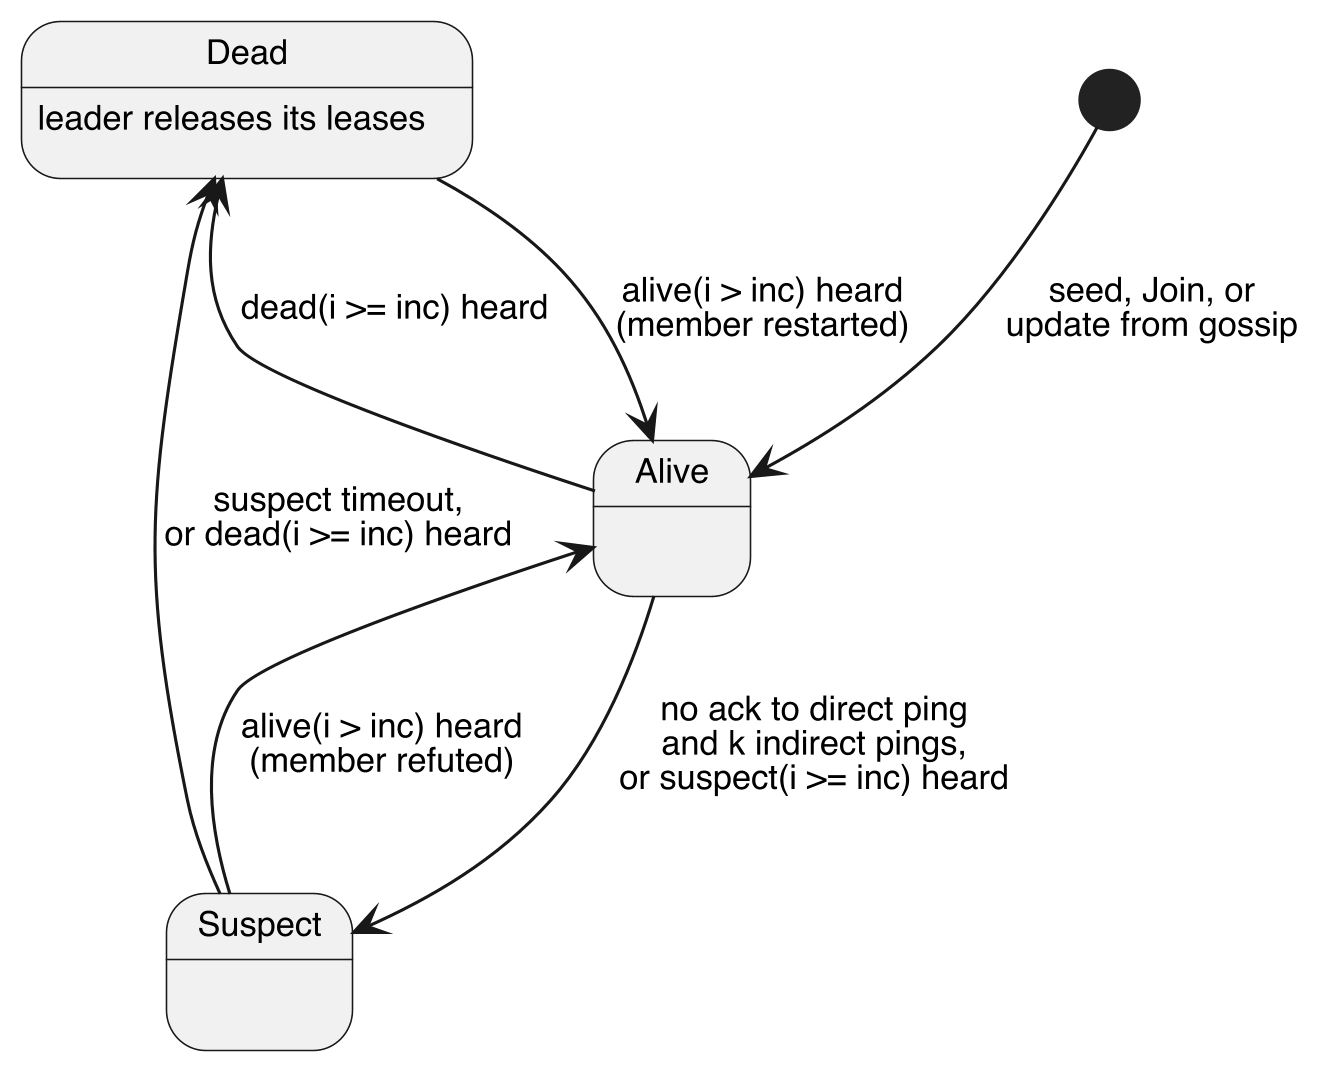 Dead
leader releases its leases
dead(i >= inc) heard
alive(i > inc) heard
(member restarted)
seed, Join, or
update from gossip
Alive
suspect timeout,
or dead(i >= inc) heard
alive(i > inc) heard
(member refuted)
no ack to direct ping
and k indirect pings,
or suspect(i >= inc) heard
Suspect